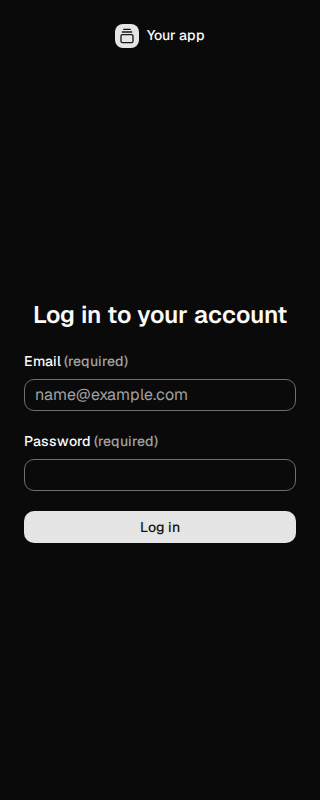 Your app
Log in to your account
Email (required)
name@example.com
Password (required)
Log in